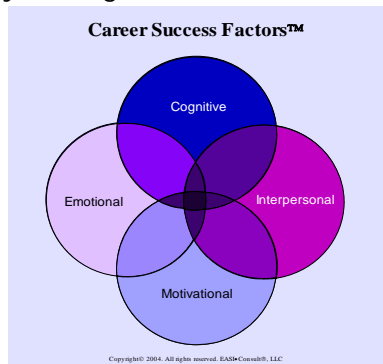 Career Success Factors™
Cognitive
Emotional
Interpersonal
Motivational
Copyright© 2004. All rights reserved. EASI•Consult®, LLC